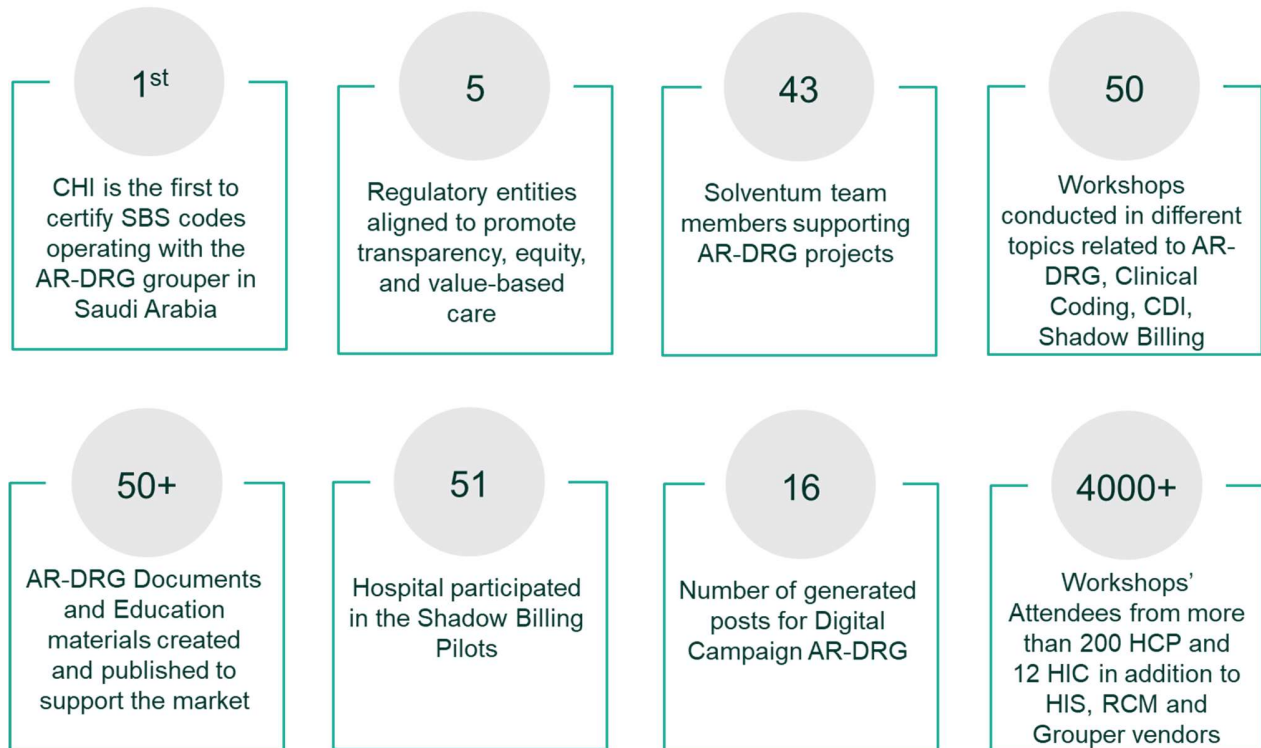 1st
CHI is the first to
certify SBS codes
operating with the
AR-DRG grouper in
Saudi Arabia
5
Regulatory entities
aligned to promote
transparency, equity,
and value-based
care
43
Solventum team
members supporting
AR-DRG projects
50
Workshops
conducted in different
topics related to AR-
DRG, Clinical
Coding, CDI,
Shadow Billing
50+
AR-DRG Documents
and Education
materials created
and published to
support the market
51
Hospital participated
in the Shadow Billing
Pilots
16
Number of generated
posts for Digital
Campaign AR-DRG
4000+
Workshops’
Attendees from more
than 200 HCP and
12 HIC in addition to
HIS, RCM and
Grouper vendors